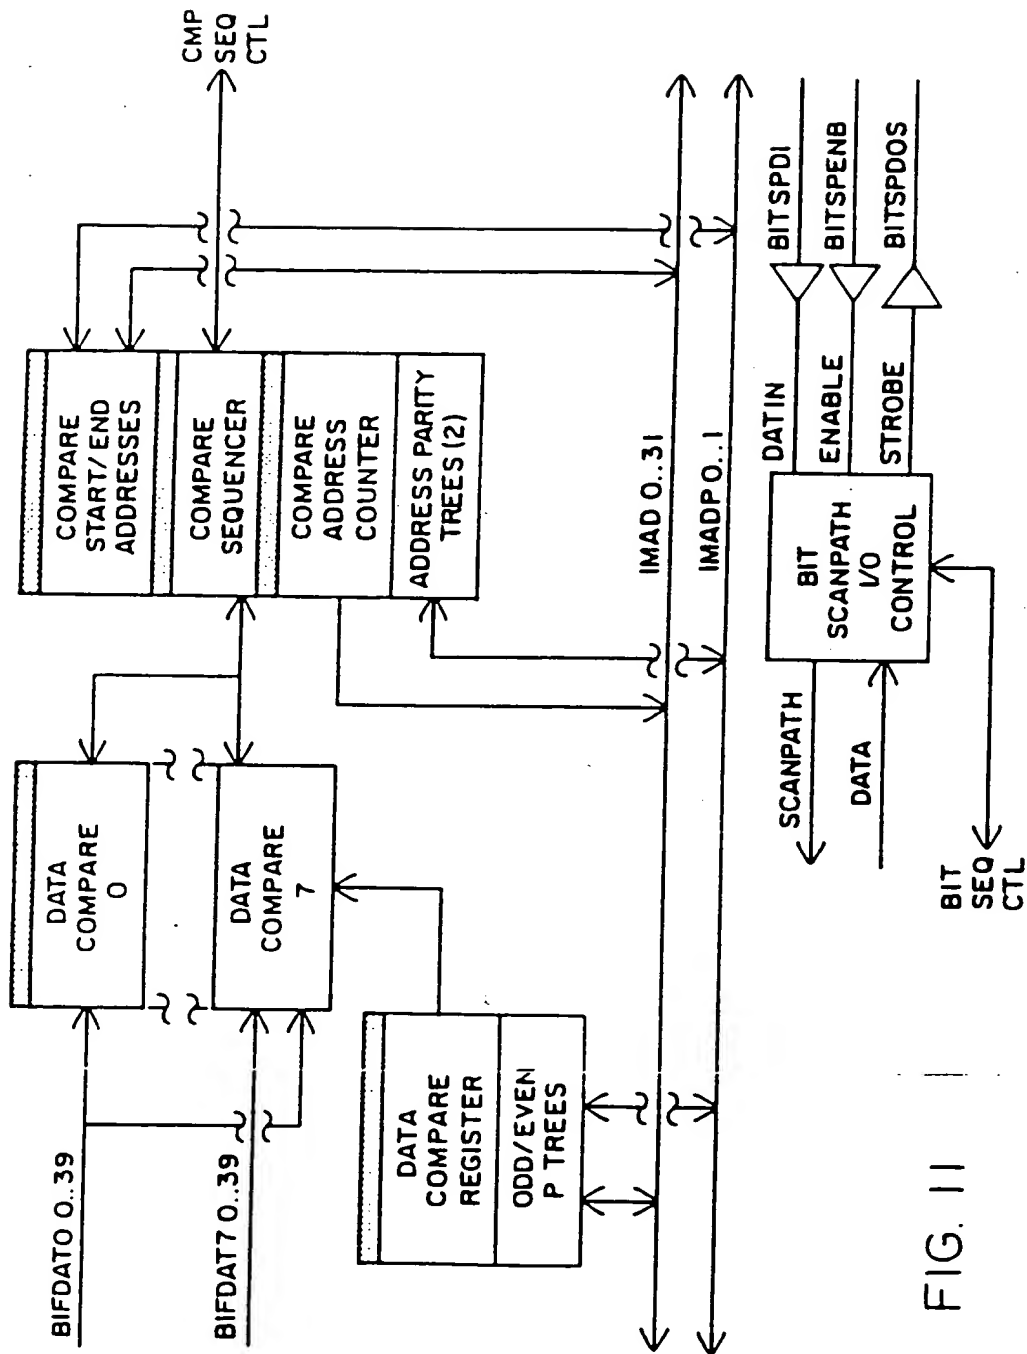 BIFDAT0 0..39
BIFDAT7 0..39
DATA
COMPARE
0
DATA
COMPARE
7
DATA
COMPARE
REGISTER
ODD/EVEN
P TREES
COMPARE
START/END
ADDRESSES
COMPARE
SEQUENCER
COMPARE
ADDRESS
COUNTER
ADDRESS PARITY
TREES (2)
CMP
SEQ
CTL
IMAD 0..31
IMADP 0..1
SCANPATH
DATA
BIT
SEQ
CTL
BIT
SCANPATH
I/O
CONTROL
DATIN
ENABLE
STROBE
BITSPDI
BITSPENB
BITSPDOS
FIG. 11